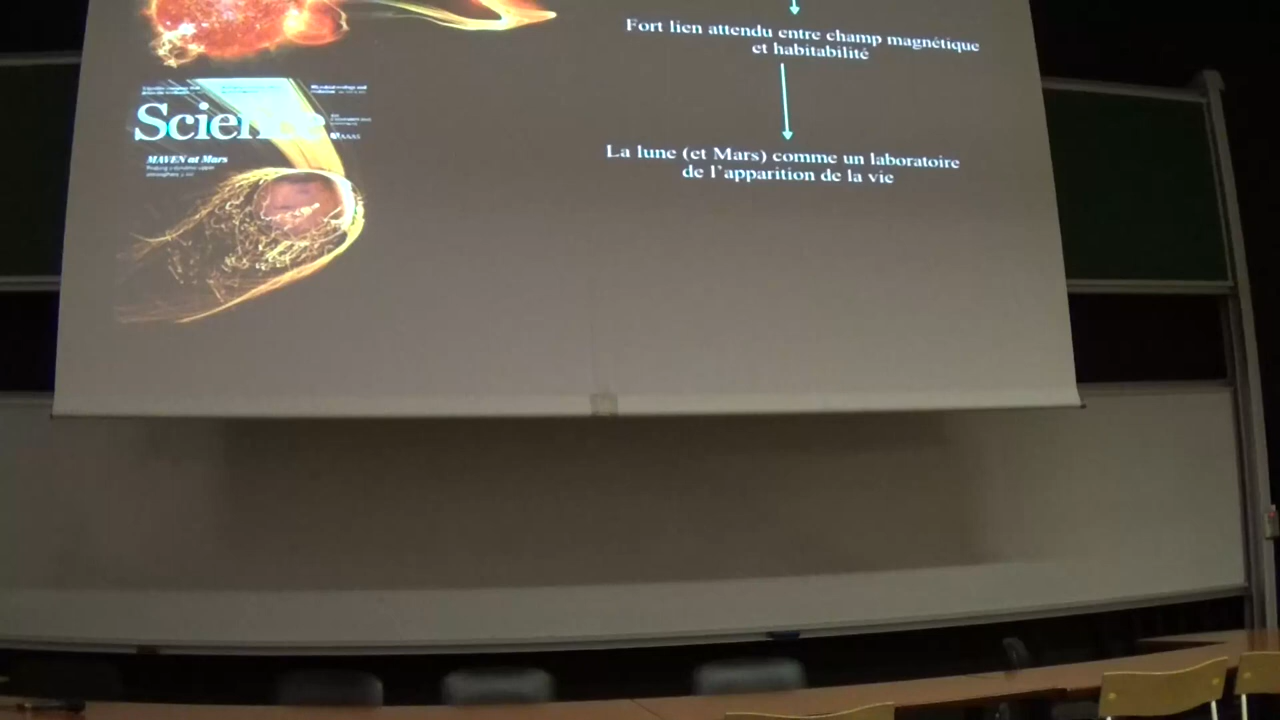 Fort lien attendu entre champ magnétique
et habitabilité
Science
MAVEN at Mars
La lune (et Mars) comme un laboratoire
de l'apparition de la vie